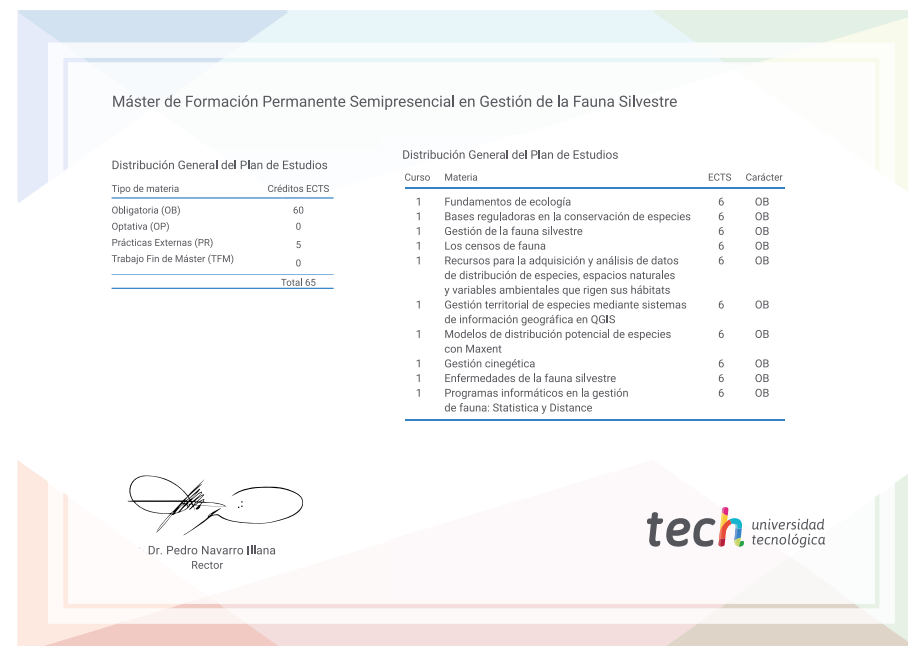 Máster de Formación Permanente Semipresencial en Gestión de la Fauna Silvestre
Distribución General del Plan de Estudios
Tipo de materia Créditos ECTS
Obligatoria (OB) 60
Optativa (OP) 0
Prácticas Externas (PR) 5
Trabajo Fin de Máster (TFM) 0
Total 65
Distribución General del Plan de Estudios
Curso Materia ECTS Carácter
1 Fundamentos de ecología 6 OB
1 Bases reguladoras en la conservación de especies 6 OB
1 Gestión de la fauna silvestre 6 OB
1 Los censos de fauna 6 OB
1 Recursos para la adquisición y análisis de datos 6 OB
de distribución de especies, espacios naturales
y variables ambientales que rigen sus hábitats
1 Gestión territorial de especies mediante sistemas 6 OB
de información geográfica en QGIS
1 Modelos de distribución potencial de especies 6 OB
con Maxent
1 Gestión cinegética 6 OB
1 Enfermedades de la fauna silvestre 6 OB
1 Programas informáticos en la gestión 6 OB
de fauna: Statistica y Distance
Dr. Pedro Navarro Illana
Rector
tech universidad
tecnológica